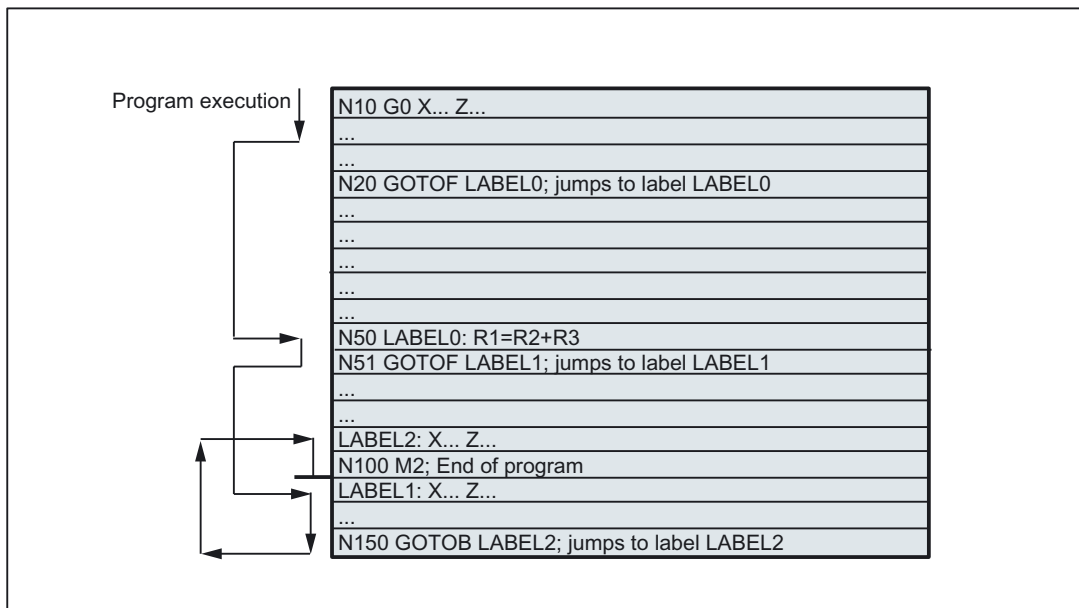 Program execution
N10 G0 X... Z...
...
...
N20 GOTOF LABEL0; jumps to label LABEL0
...
...
...
...
...
N50 LABEL0: R1=R2+R3
N51 GOTOF LABEL1; jumps to label LABEL1
...
...
LABEL2: X... Z...
N100 M2; End of program
LABEL1: X... Z...
...
N150 GOTOB LABEL2; jumps to label LABEL2